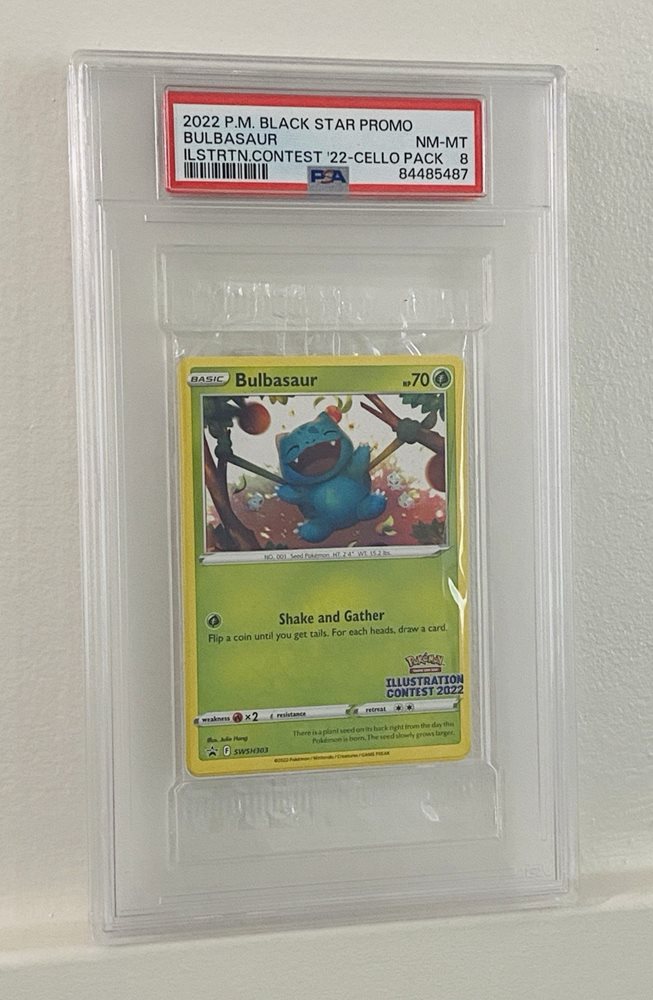 2022 P.M. BLACK STAR PROMO
BULBASAUR NM-MT
ILSTRTN.CONTEST '22-CELLO PACK 8
PSA 84485487
BASIC Bulbasaur HP 70
NO. 001 Seed Pokémon HT: 2'4" WT: 15.2 lbs.
Shake and Gather
Flip a coin until you get tails. For each heads, draw a card.
Pokémon
ILLUSTRATION
CONTEST 2022
weakness ×2 resistance retreat
There is a plant seed on its back right from the day this
Illus. Julie Hang
Pokémon is born. The seed slowly grows larger.
F SWSH303
©2022 Pokémon / Nintendo / Creatures / GAME FREAK